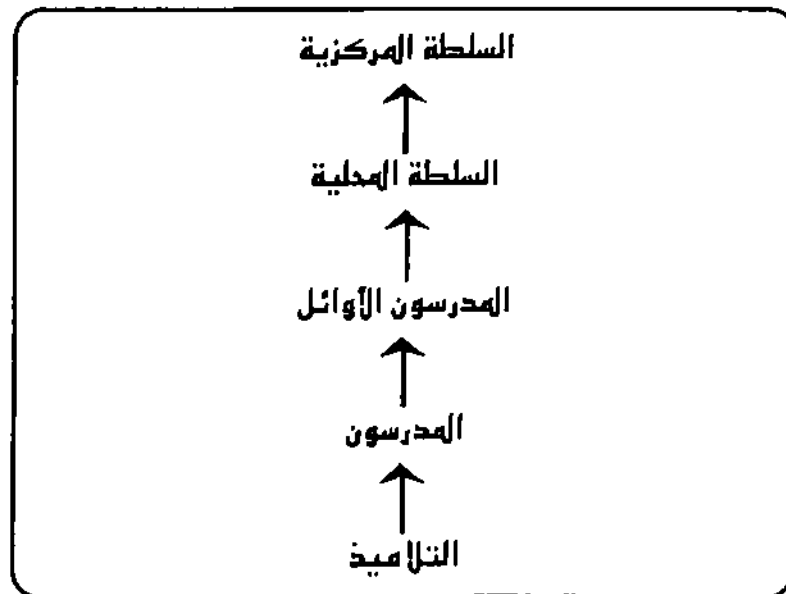 السلطة المركزية
السلطة المحلية
المدرسون الأوائل
المدرسون
التلاميذ